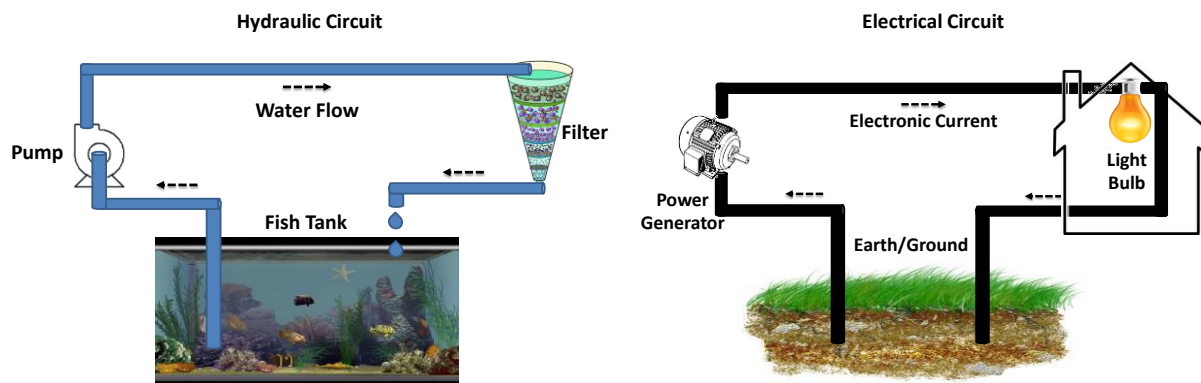 Hydraulic Circuit
Water Flow
Filter
Pump
Fish Tank
Electrical Circuit
Electronic Current
Light
Bulb
Power
Generator
Earth/Ground